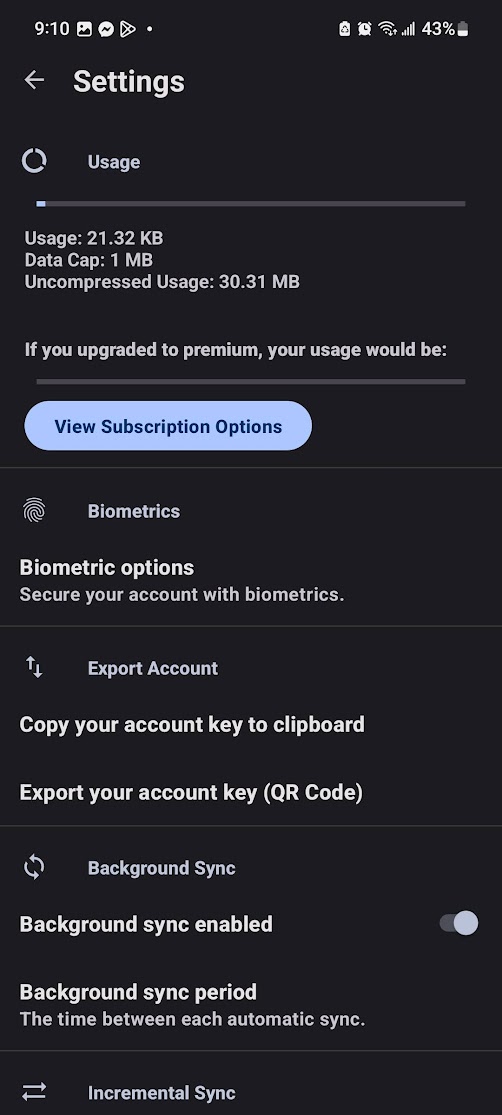 9:10
43%
Settings
Usage
Usage: 21.32 KB
Data Cap: 1 MB
Uncompressed Usage: 30.31 MB
If you upgraded to premium, your usage would be:
View Subscription Options
Biometrics
Biometric options
Secure your account with biometrics.
Export Account
Copy your account key to clipboard
Export your account key (QR Code)
Background Sync
Background sync enabled
Background sync period
The time between each automatic sync.
Incremental Sync